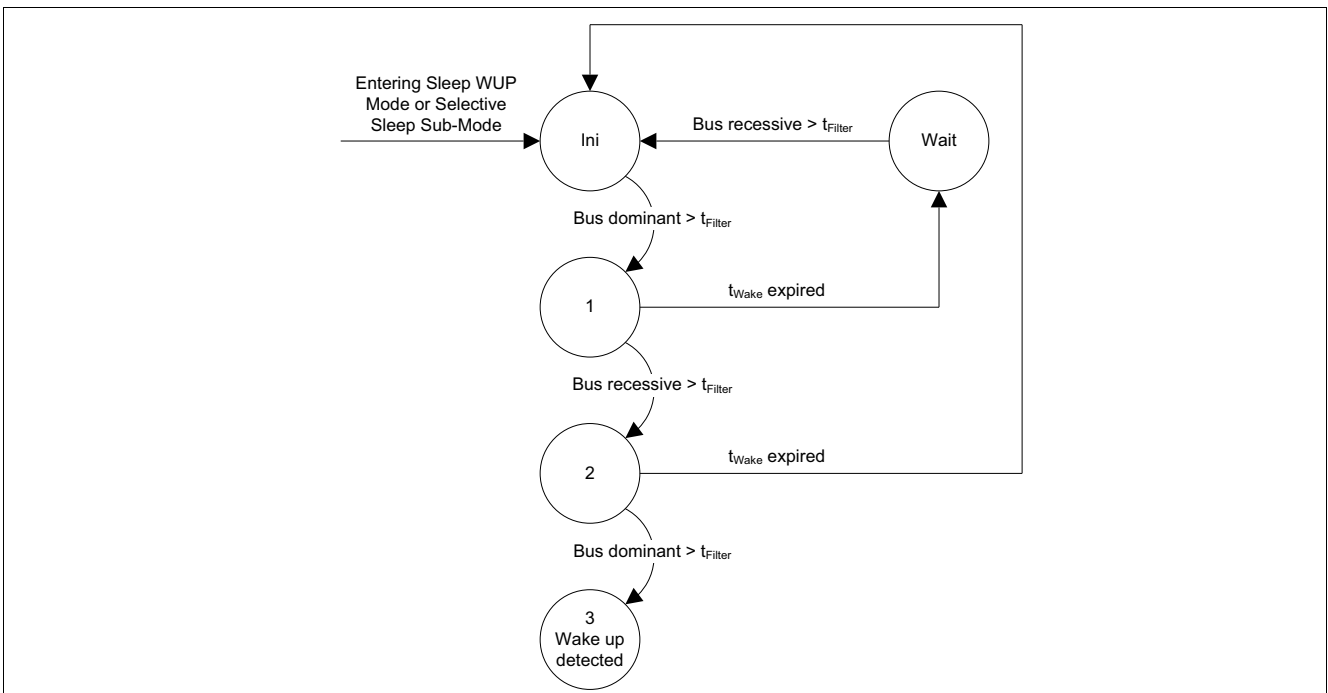 Entering Sleep WUP
Mode or Selective
Sleep Sub-Mode
Ini
Bus recessive > tFilter
Wait
Bus dominant > tFilter
1
tWake expired
Bus recessive > tFilter
2
tWake expired
Bus dominant > tFilter
3
Wake up
detected